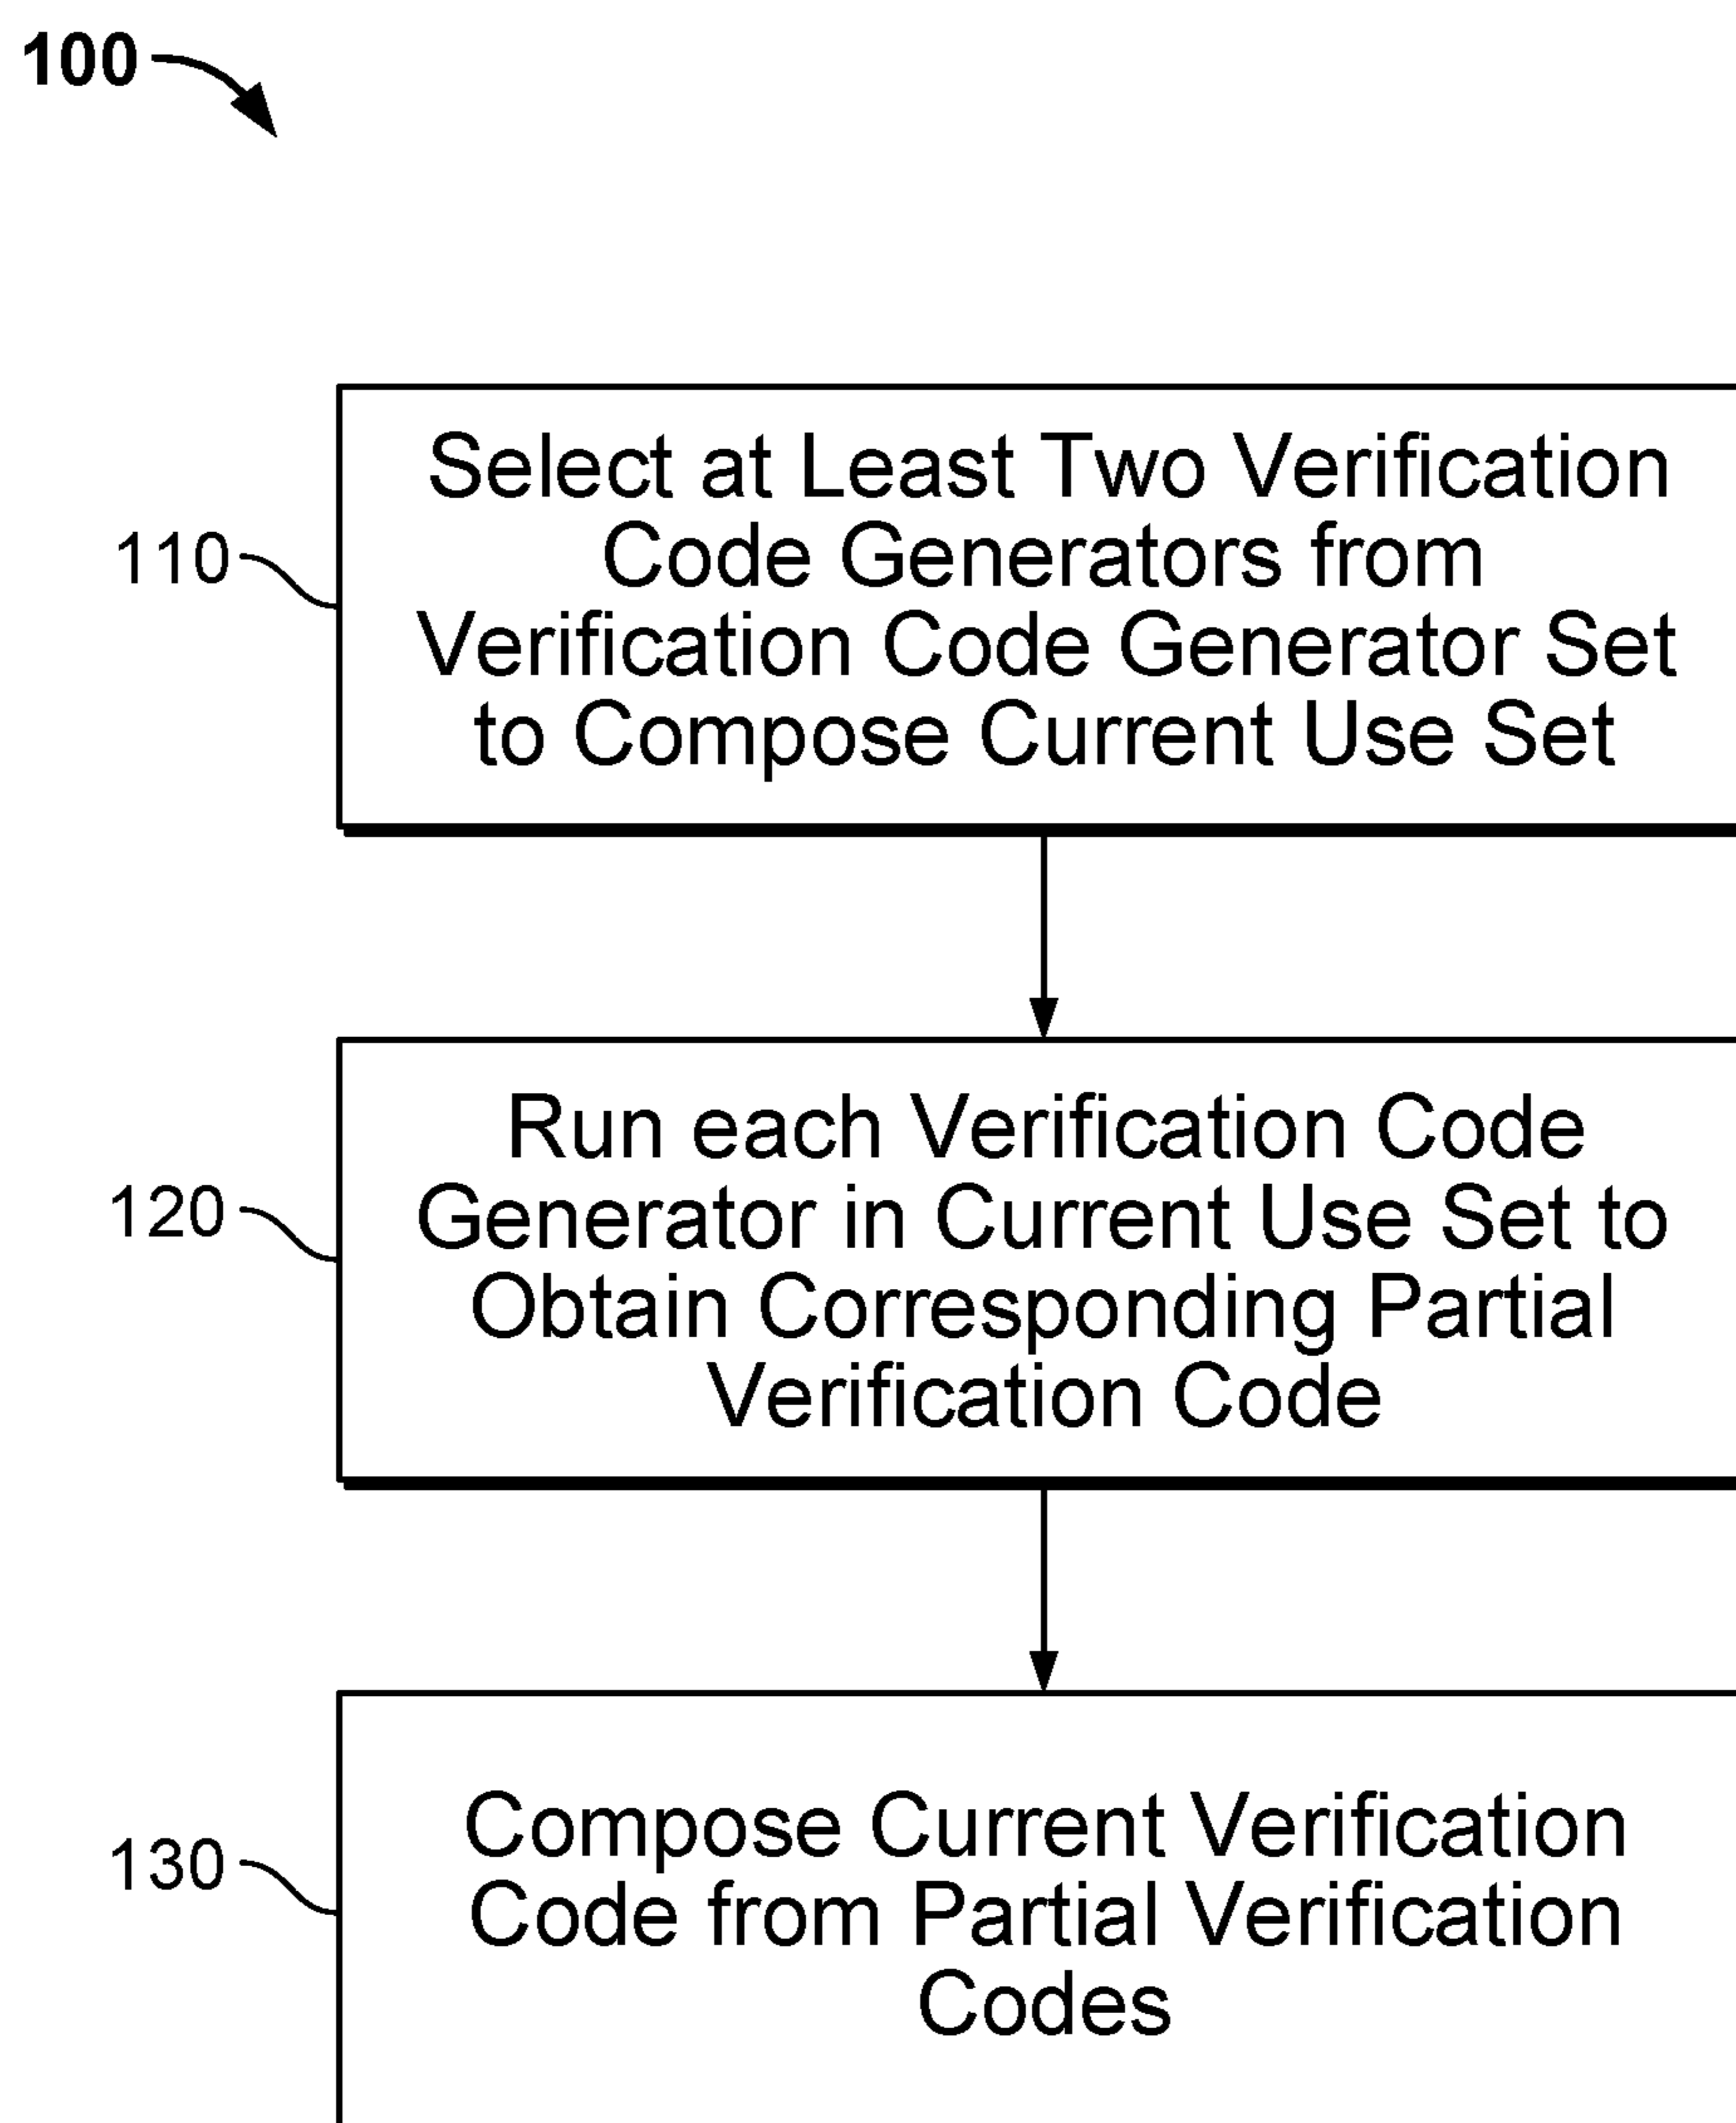 100
110
Select at Least Two Verification
Code Generators from
Verification Code Generator Set
to Compose Current Use Set
120
Run each Verification Code
Generator in Current Use Set to
Obtain Corresponding Partial
Verification Code
130
Compose Current Verification
Code from Partial Verification
Codes